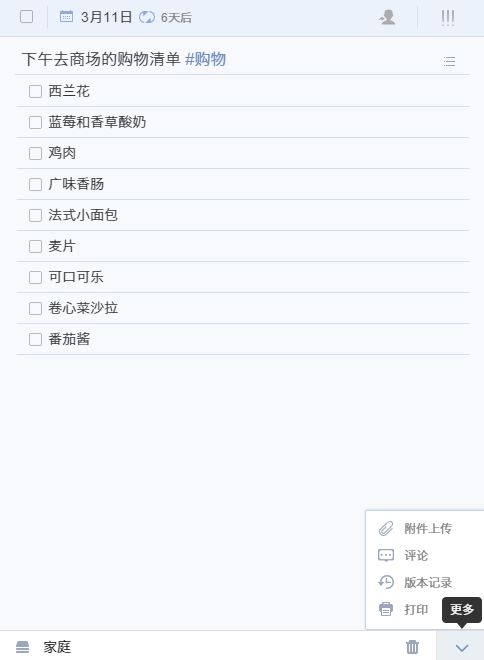 3月11日 6天后
下午去商场的购物清单 #购物
西兰花
蓝莓和香草酸奶
鸡肉
广味香肠
法式小面包
麦片
可口可乐
卷心菜沙拉
番茄酱
附件上传
评论
版本记录
打印
更多
家庭